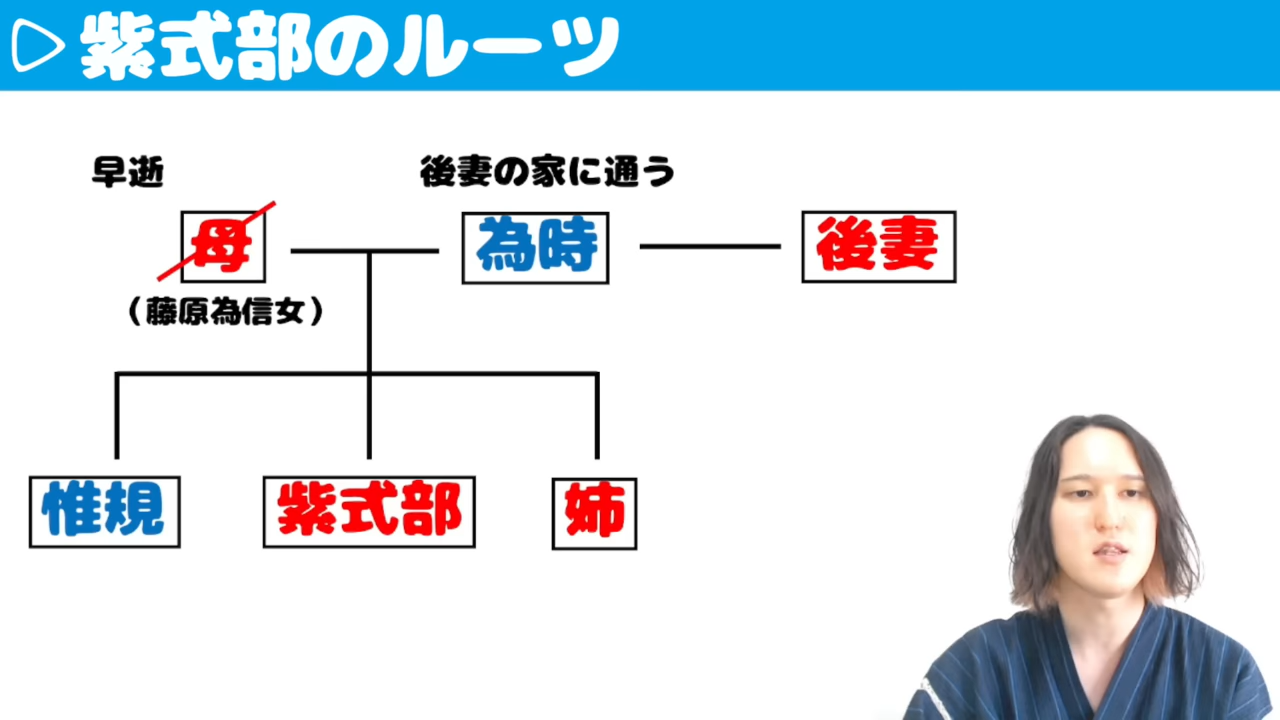 紫式部のルーツ
早逝
後妻の家に通う
母
為時
後妻
（藤原為信女）
惟規
紫式部
姉